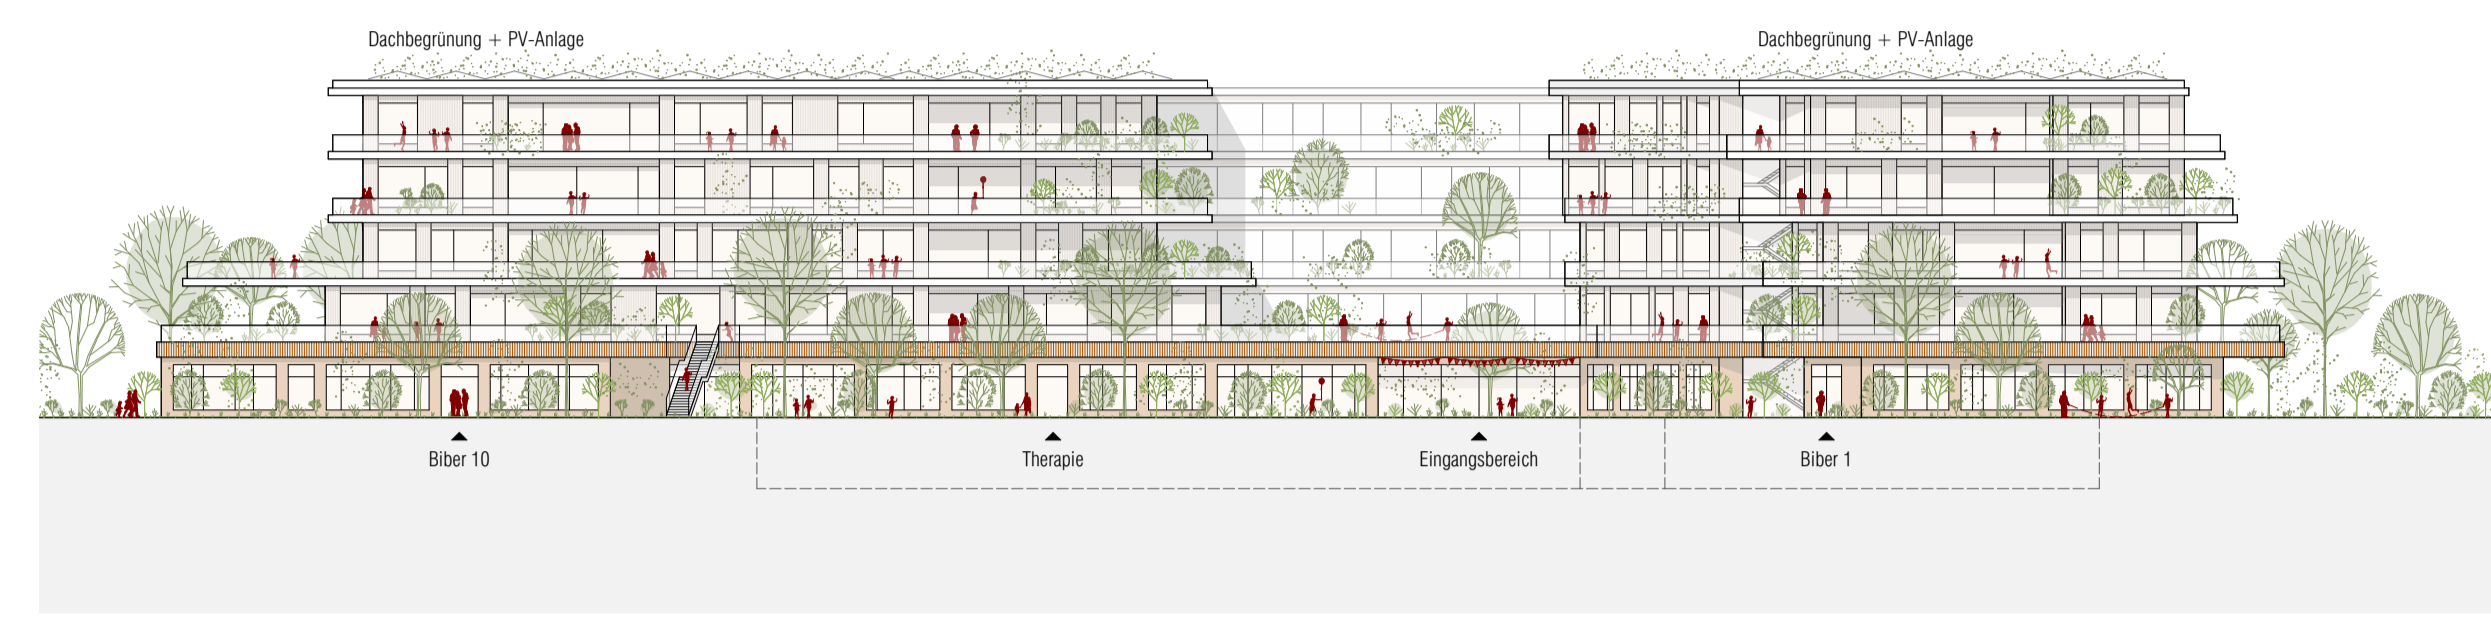 Dachbegrünung + PV-Anlage
Dachbegrünung + PV-Anlage
Biber 10
Therapie
Eingangsbereich
Biber 1